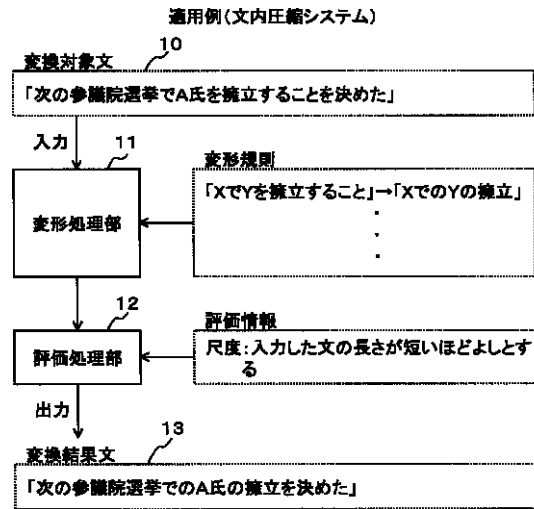 適用例(文内圧縮システム)
10
変換対象文
「次の参議院選挙でA氏を擁立することを決めた」
入力
11
変形規則
変形処理部
「XでYを擁立すること」→「XでのYの擁立」
・
・
・
12
評価情報
評価処理部
尺度:入力した文の長さが短いほどよしとす
る
出力
13
変換結果文
「次の参議院選挙でのA氏の擁立を決めた」